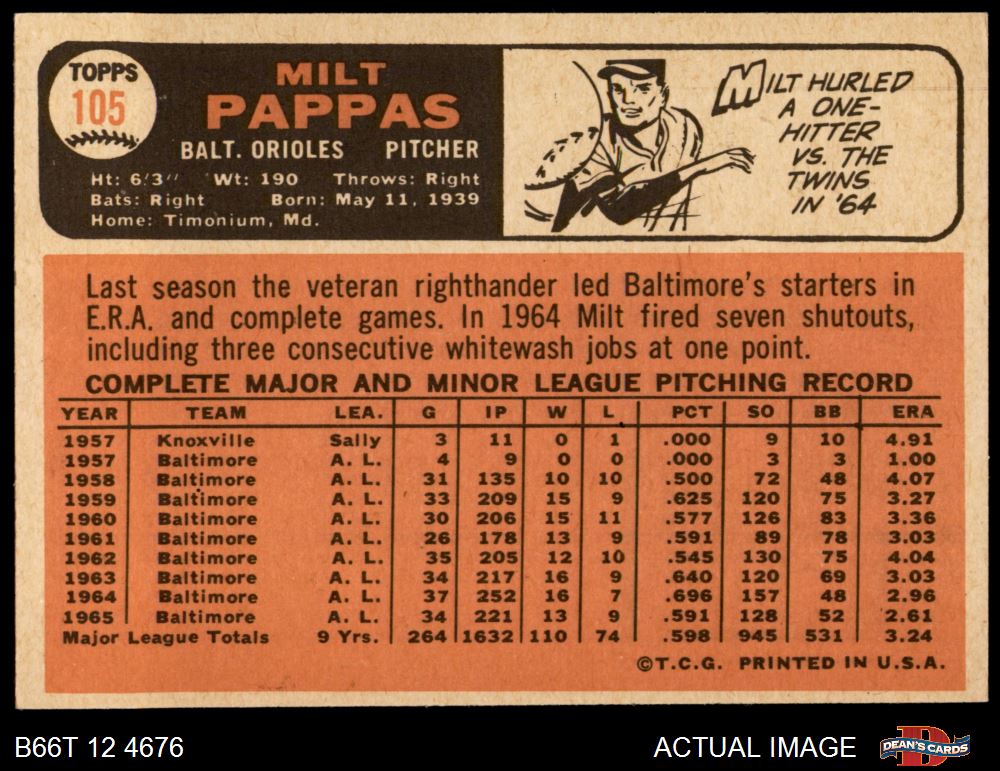 TOPPS
105
MILT
PAPPAS
BALT. ORIOLES PITCHER
Ht: 6'3'' Wt: 190 Throws: Right
Bats: Right Born: May 11, 1939
Home: Timonium, Md.
MILT HURLED
A ONE-
HITTER
VS. THE
TWINS
IN '64
Last season the veteran righthander led Baltimore's starters in
E.R.A. and complete games. In 1964 Milt fired seven shutouts,
including three consecutive whitewash jobs at one point.
COMPLETE MAJOR AND MINOR LEAGUE PITCHING RECORD
YEAR TEAM LEA. G IP W L PCT SO BB ERA
1957 Knoxville Sally 3 11 0 1 .000 9 10 4.91
1957 Baltimore A. L. 4 9 0 0 .000 3 3 1.00
1958 Baltimore A. L. 31 135 10 10 .500 72 48 4.07
1959 Baltimore A. L. 33 209 15 9 .625 120 75 3.27
1960 Baltimore A. L. 30 206 15 11 .577 126 83 3.36
1961 Baltimore A. L. 26 178 13 9 .591 89 78 3.03
1962 Baltimore A. L. 35 205 12 10 .545 130 75 4.04
1963 Baltimore A. L. 34 217 16 9 .640 120 69 3.03
1964 Baltimore A. L. 37 252 16 7 .696 157 48 2.96
1965 Baltimore A. L. 34 221 13 9 .591 128 52 2.61
Major League Totals 9 Yrs. 264 1632 110 74 .598 945 531 3.24
©T.C.G. PRINTED IN U.S.A.
B66T 12 4676 ACTUAL IMAGE DEAN'S CARDS